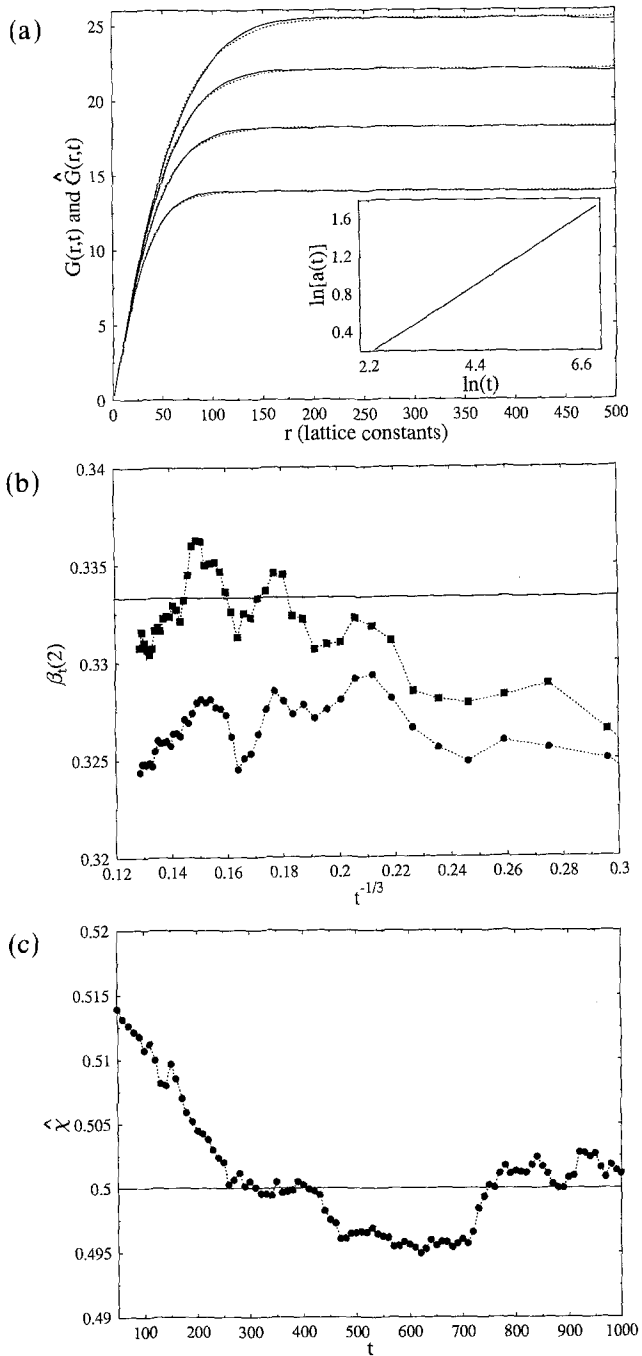 (a)
G(r,t) and Ĝ(r,t)
25
20
15
10
5
0
ln[a(t)]
1.6
1.2
0.8
0.4
2.2 4.4 6.6
ln(t)
0 50 100 150 200 250 300 350 400 450 500
r (lattice constants)
(b)
β_t(2)
0.34
0.335
0.33
0.325
0.32
0.12 0.14 0.16 0.18 0.2 0.22 0.24 0.26 0.28 0.3
t^{-1/3}
(c)
χ̂
0.52
0.515
0.51
0.505
0.5
0.495
0.49
100 200 300 400 500 600 700 800 900 1000
t